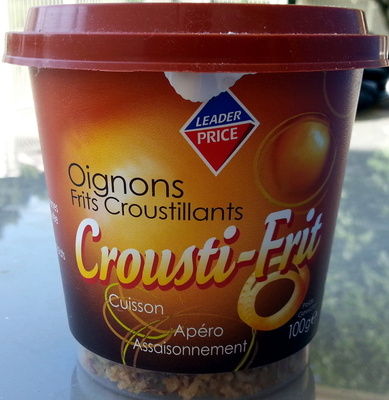 LEADER
PRICE
Oignons
Frits Croustillants
Crousti-Frit
Cuisson
Apéro
Assaisonnement
100g e